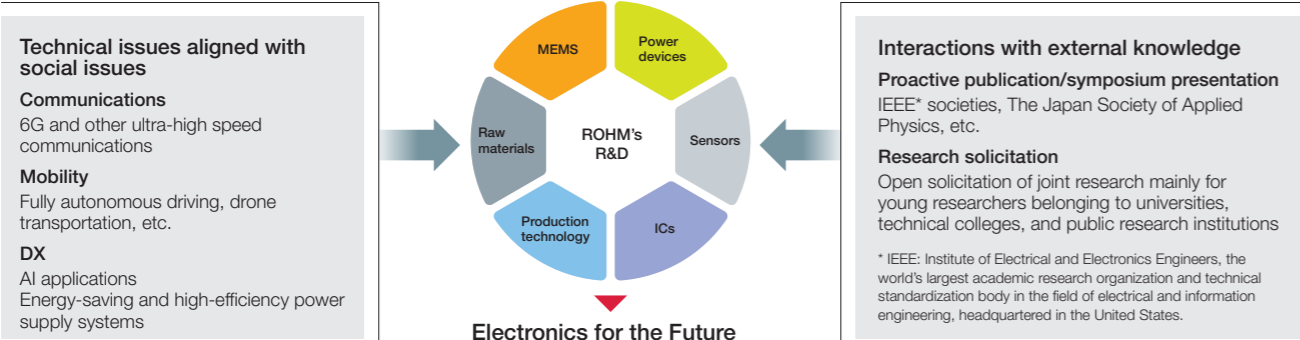 Technical issues aligned with
social issues
Communications
6G and other ultra-high speed
communications
Mobility
Fully autonomous driving, drone
transportation, etc.
DX
AI applications
Energy-saving and high-efficiency power
supply systems
MEMS
Power
devices
Raw
materials
ROHM's
R&D
Sensors
Production
technology
ICs
Electronics for the Future
Interactions with external knowledge
Proactive publication/symposium presentation
IEEE* societies, The Japan Society of Applied
Physics, etc.
Research solicitation
Open solicitation of joint research mainly for
young researchers belonging to universities,
technical colleges, and public research institutions
* IEEE: Institute of Electrical and Electronics Engineers, the
world's largest academic research organization and technical
standardization body in the field of electrical and information
engineering, headquartered in the United States.